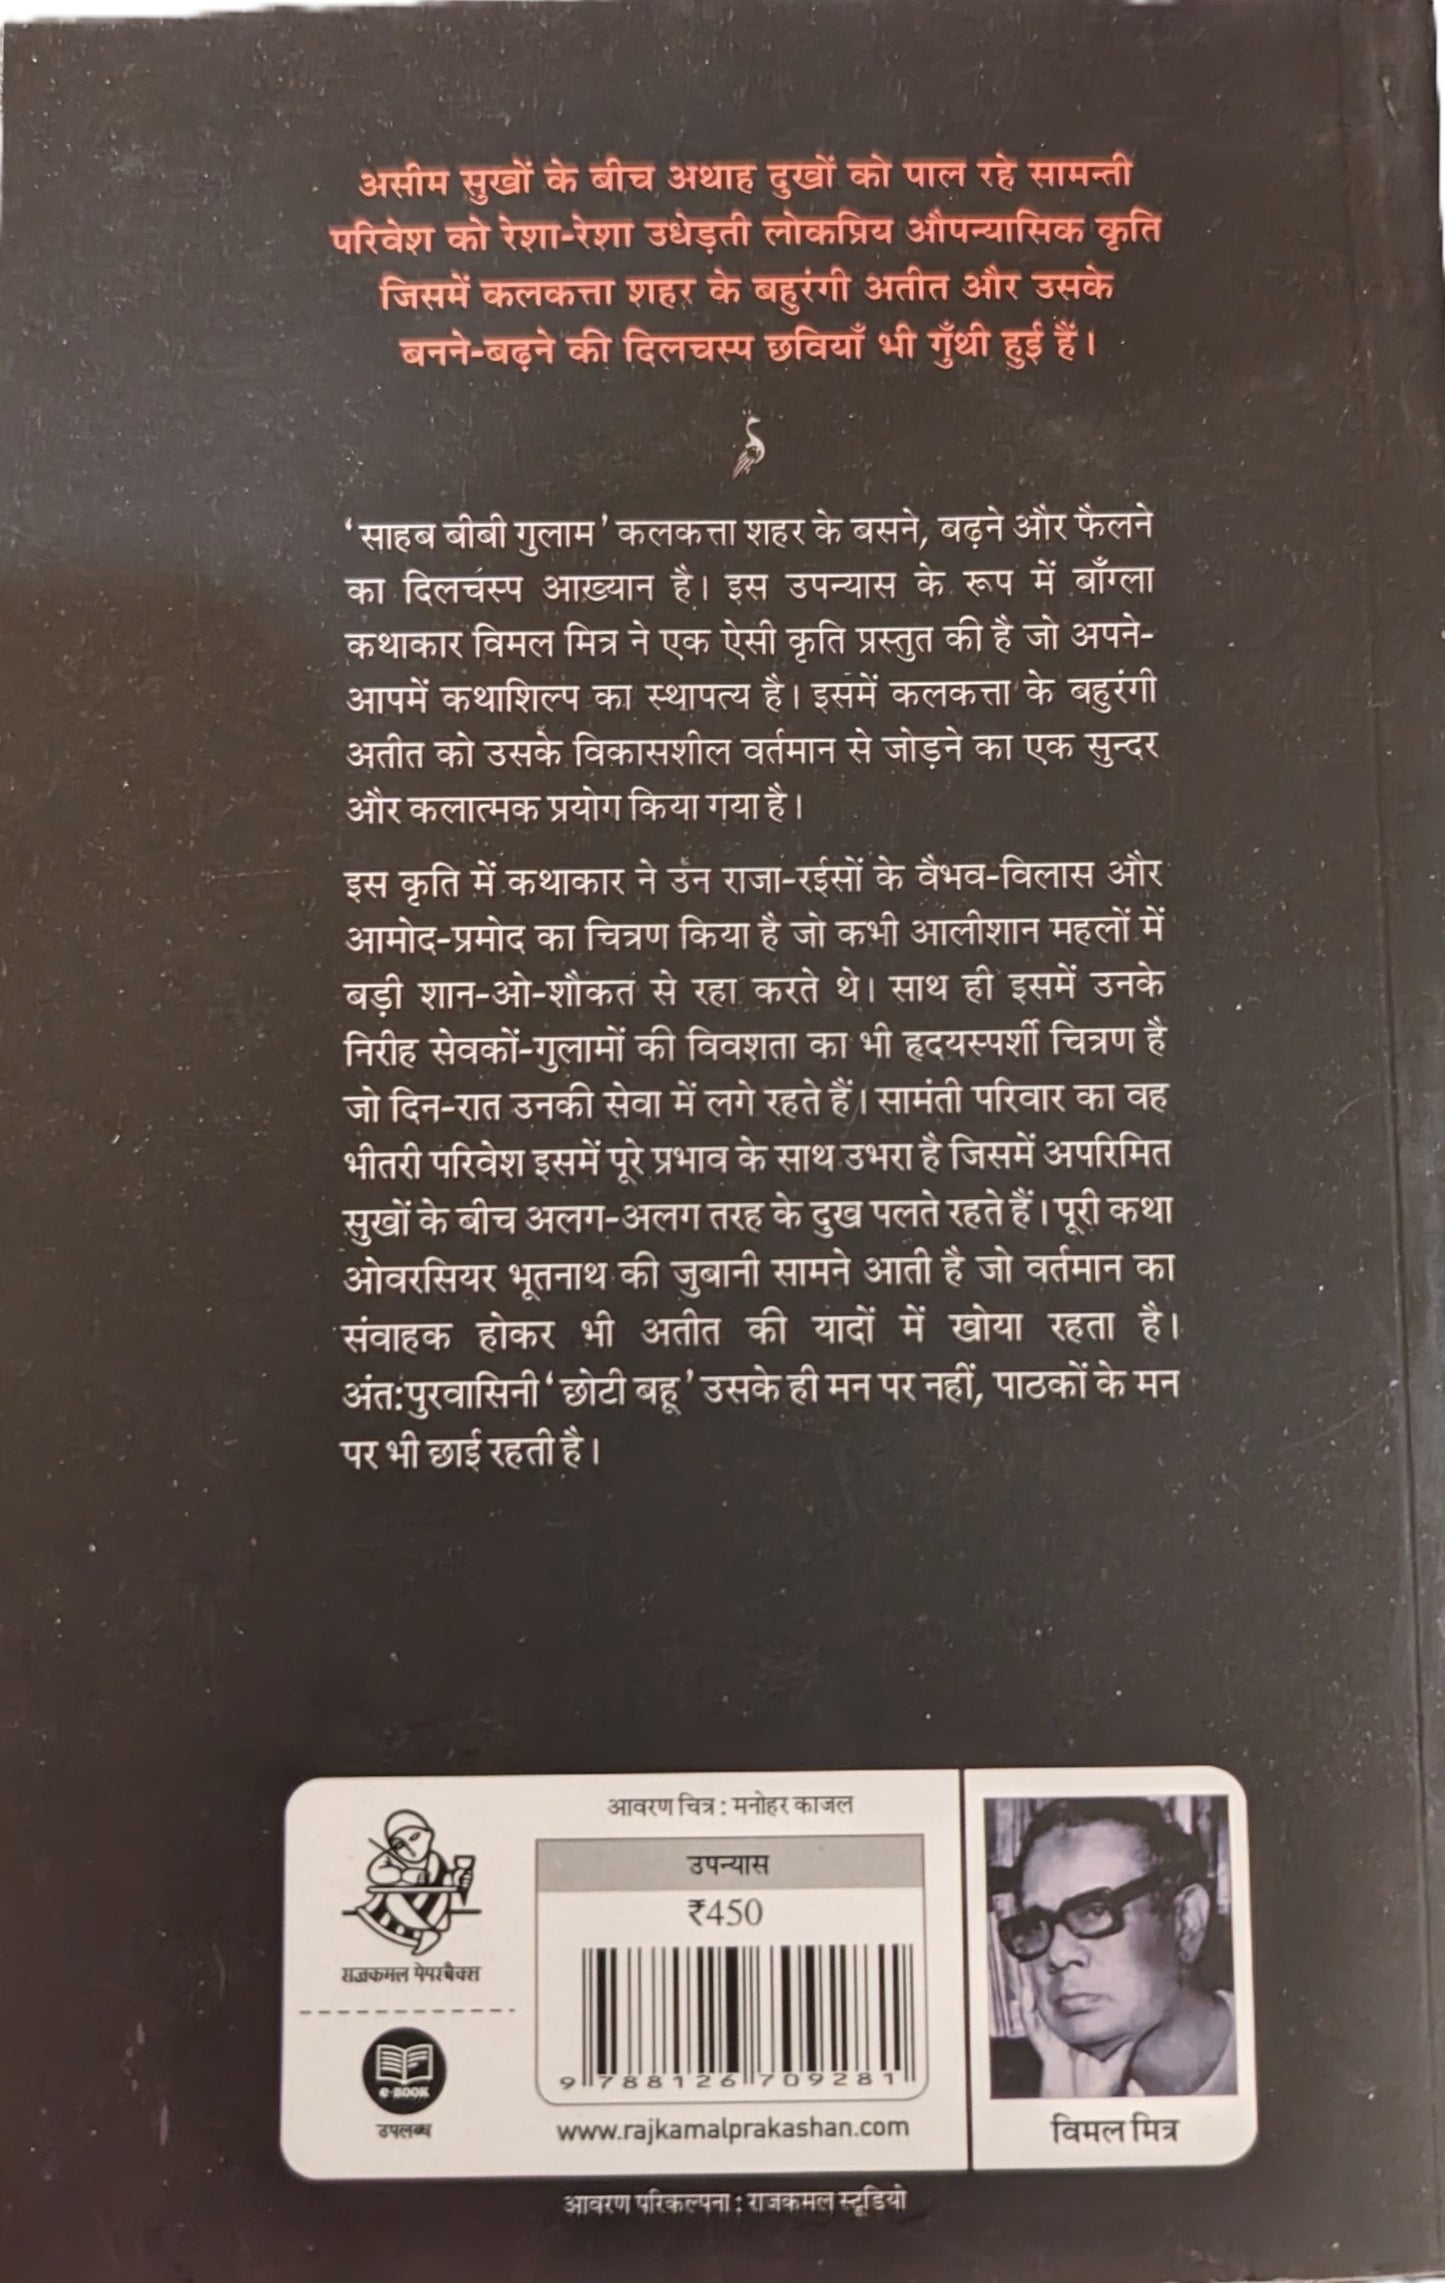 असीम सुखों के बीच अथाह दुखों को पाल रहे सामन्ती
परिवेश को रेशा-रेशा उधेड़ती लोकप्रिय औपन्यासिक कृति
जिसमें कलकत्ता शहर के बहुरंगी अतीत और उसके
बनने-बढ़ने की दिलचस्प छवियाँ भी गुँथी हुई हैं।
‘साहब बीबी गुलाम’ कलकत्ता शहर के बसने, बढ़ने और फैलने
का दिलचस्प आख्यान है। इस उपन्यास के रूप में बाँग्ला
कथाकार विमल मित्र ने एक ऐसी कृति प्रस्तुत की है जो अपने-
आपमें कथाशिल्प का स्थापत्य है। इसमें कलकत्ता के बहुरंगी
अतीत को उसके विकासशील वर्तमान से जोड़ने का एक सुन्दर
और कलात्मक प्रयोग किया गया है।
इस कृति में कथाकार ने उन राजा-रईसों के वैभव-विलास और
आमोद-प्रमोद का चित्रण किया है जो कभी आलीशान महलों में
बड़ी शान-ओ-शौकत से रहा करते थे। साथ ही इसमें उनके
निरीह सेवकों-गुलामों की विवशता का भी हृदयस्पर्शी चित्रण है
जो दिन-रात उनकी सेवा में लगे रहते हैं। सामंती परिवार का वह
भीतरी परिवेश इसमें पूरे प्रभाव के साथ उभरा है जिसमें अपरिमित
सुखों के बीच अलग-अलग तरह के दुख पलते रहते हैं। पूरी कथा
ओवरसियर भूतनाथ की जुबानी सामने आती है जो वर्तमान का
संवाहक होकर भी अतीत की यादों में खोया रहता है।
अंत:पुरवासिनी ‘छोटी बहू’ उसके ही मन पर नहीं, पाठकों के मन
पर भी छाई रहती है।
आवरण चित्र : मनोहर काजल
उपन्यास
₹450
राजकमल पेपरबैक्स
e-BOOK
उपलब्ध
9 788126 709281
www.rajkamalprakashan.com
विमल मित्र
आवरण परिकल्पना : राजकमल स्टूडियो